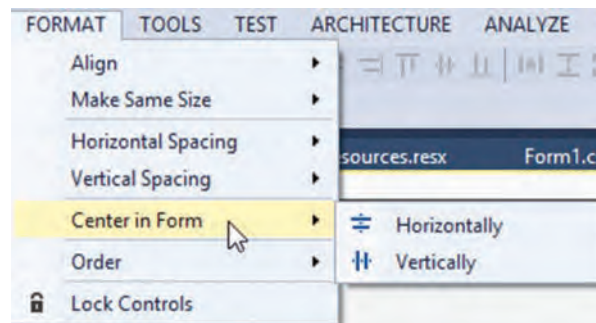 FORMAT TOOLS TEST ARCHITECTURE ANALYZE
Align
Make Same Size
Horizontal Spacing
sources.resx Form1.c
Vertical Spacing
Center in Form
Horizontally
Order
Vertically
Lock Controls